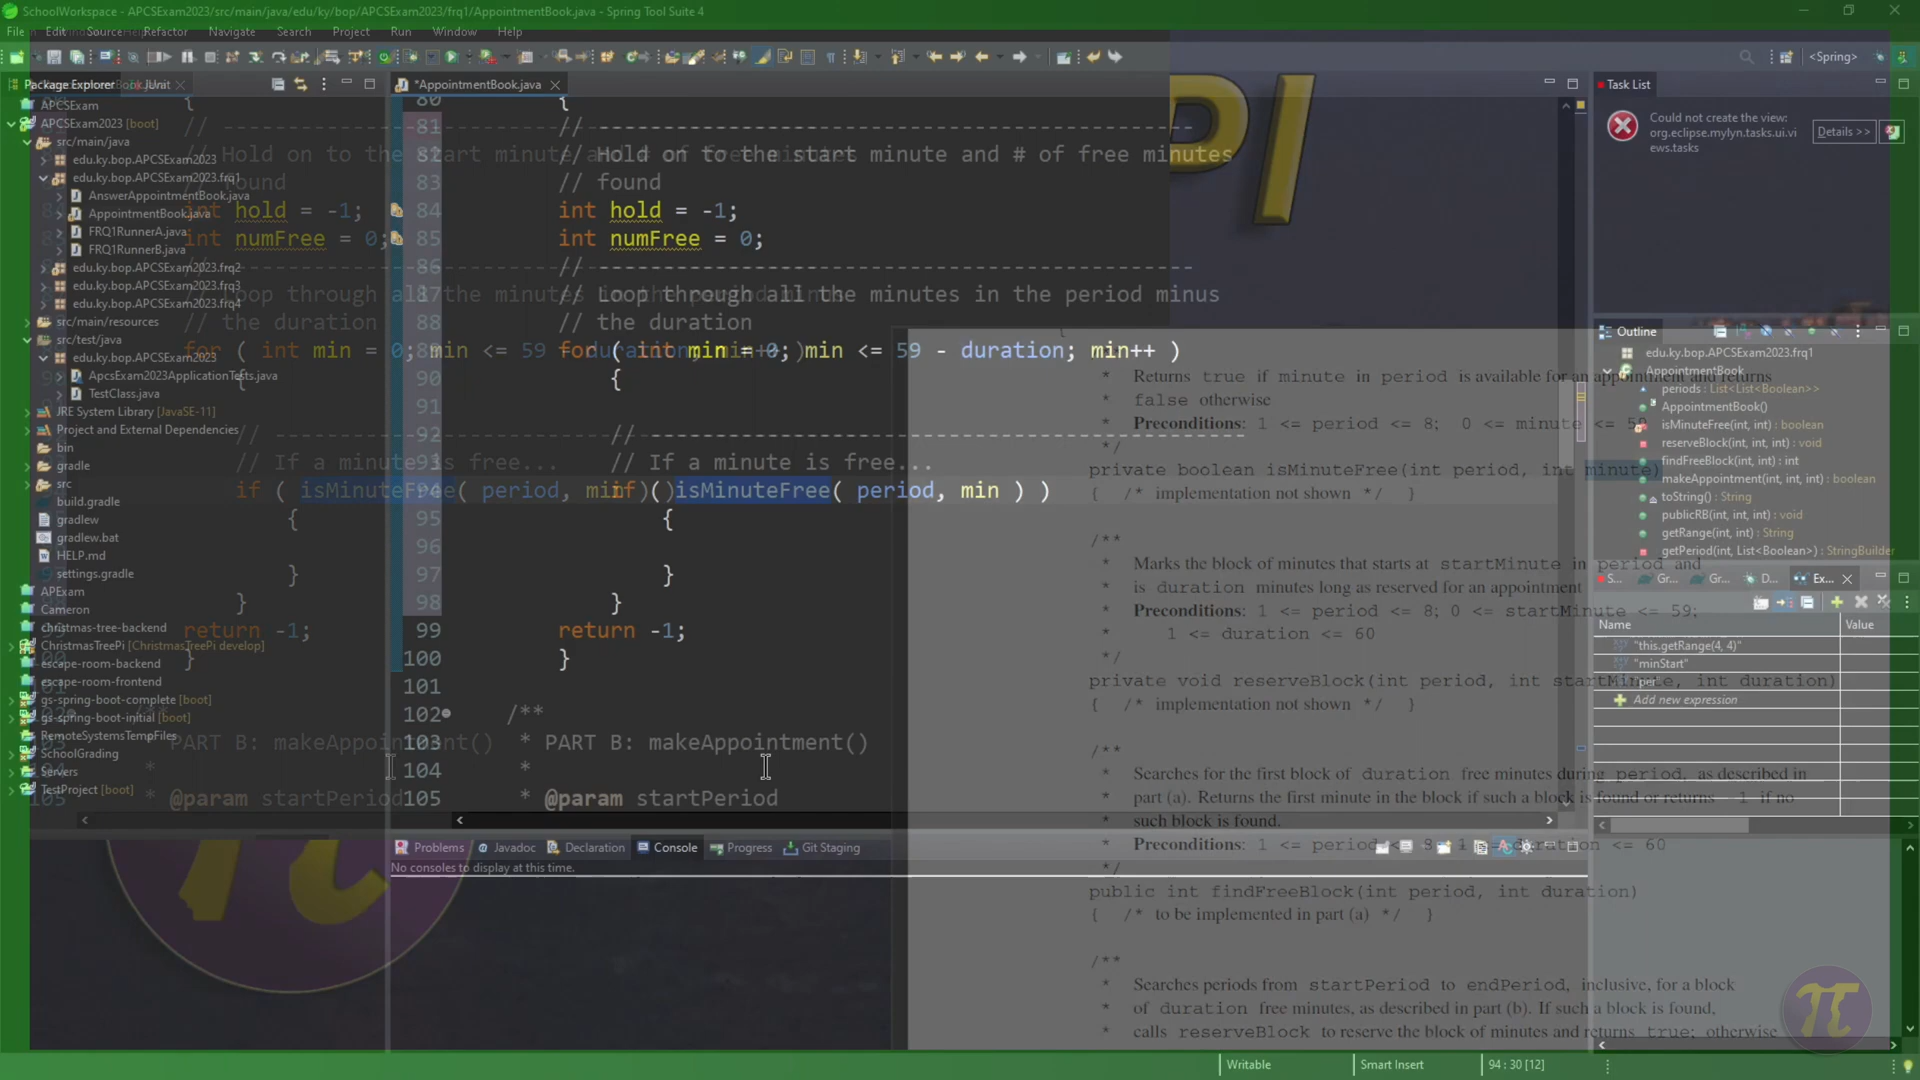 SchoolWorkspace - APCSExam2023/src/main/java/edu/ky/bop/APCSExam2023/frq1/AppointmentBook.java - Spring Tool Suite 4
File Edit Source Refactor Navigate Search Project Run Window Help
<Spring>
Package Explorer JUnit
APCSExam
APCSExam2023 [boot]
src/main/java
edu.ky.bop.APCSExam2023
edu.ky.bop.APCSExam2023.frq1
AnswerAppointmentBook.java
AppointmentBook.java
FRQ1RunnerA.java
FRQ1RunnerB.java
edu.ky.bop.APCSExam2023.frq2
edu.ky.bop.APCSExam2023.frq3
edu.ky.bop.APCSExam2023.frq4
src/main/resources
src/test/java
edu.ky.bop.APCSExam2023
ApcsExam2023ApplicationTests.java
TestClass.java
JRE System Library [JavaSE-11]
Project and External Dependencies
bin
gradle
src
build.gradle
gradlew
gradlew.bat
HELP.md
settings.gradle
APExam
Cameron
christmas-tree-backend
ChristmasTreePi [ChristmasTreePi develop]
escape-room-backend
escape-room-frontend
gs-spring-boot-complete [boot]
gs-spring-boot-initial [boot]
RemoteSystemsTempFiles
SchoolGrading
Servers
TestProject [boot]
*AppointmentBook.java
80 {
81 // ------------------------------------------------
82 // Hold on to the start minute and # of free minutes
83 // found
84 int hold = -1;
85 int numFree = 0;
86 // ------------------------------------------------
87 // Loop through all the minutes in the period minus
88 // the duration
89 for ( int min = 0; min <= 59 - duration; min++ )
90 {
91
92 // ------------------------------------------------
93 // If a minute is free...
94 if ( isMinuteFree( period, min ) )
95 {
96
97 }
98 }
99 return -1;
100 }
101
102 /**
103 * PART B: makeAppointment()
104 *
105 * @param startPeriod
PI
* Returns true if minute in period is available for an appointment and returns
* false otherwise
* Preconditions: 1 <= period <= 8; 0 <= minute <= 59
*/
private boolean isMinuteFree(int period, int minute)
{ /* implementation not shown */ }
/**
* Marks the block of minutes that starts at startMinute in period and
* is duration minutes long as reserved for an appointment
* Preconditions: 1 <= period <= 8; 0 <= startMinute <= 59;
* 1 <= duration <= 60
*/
private void reserveBlock(int period, int startMinute, int duration)
{ /* implementation not shown */ }
/**
* Searches for the first block of duration free minutes during period, as described in
* part (a). Returns the first minute in the block if such a block is found or returns -1 if no
* such block is found.
* Preconditions: 1 <= period <= 8; 1 <= duration <= 60
*/
public int findFreeBlock(int period, int duration)
{ /* to be implemented in part (a) */ }
/**
* Searches periods from startPeriod to endPeriod, inclusive, for a block
* of duration free minutes, as described in part (b). If such a block is found,
* calls reserveBlock to reserve the block of minutes and returns true; otherwise
Problems Javadoc Declaration Console Progress Git Staging
No consoles to display at this time.
Task List
Could not create the view:
org.eclipse.mylyn.tasks.ui.vi
ews.tasks
Details >>
Outline
edu.ky.bop.APCSExam2023.frq1
AppointmentBook
periods : List<List<Boolean>>
AppointmentBook()
isMinuteFree(int, int) : boolean
reserveBlock(int, int, int) : void
findFreeBlock(int, int) : int
makeAppointment(int, int, int) : boolean
toString() : String
publicRB(int, int, int) : void
getRange(int, int) : String
getPeriod(int, List<Boolean>) : StringBuilder
S... Gr... Gr... D... Ex...
Name Value
"this.getRange(4, 4)"
"minStart"
"per"
Add new expression
Writable Smart Insert 94 : 30 [12]